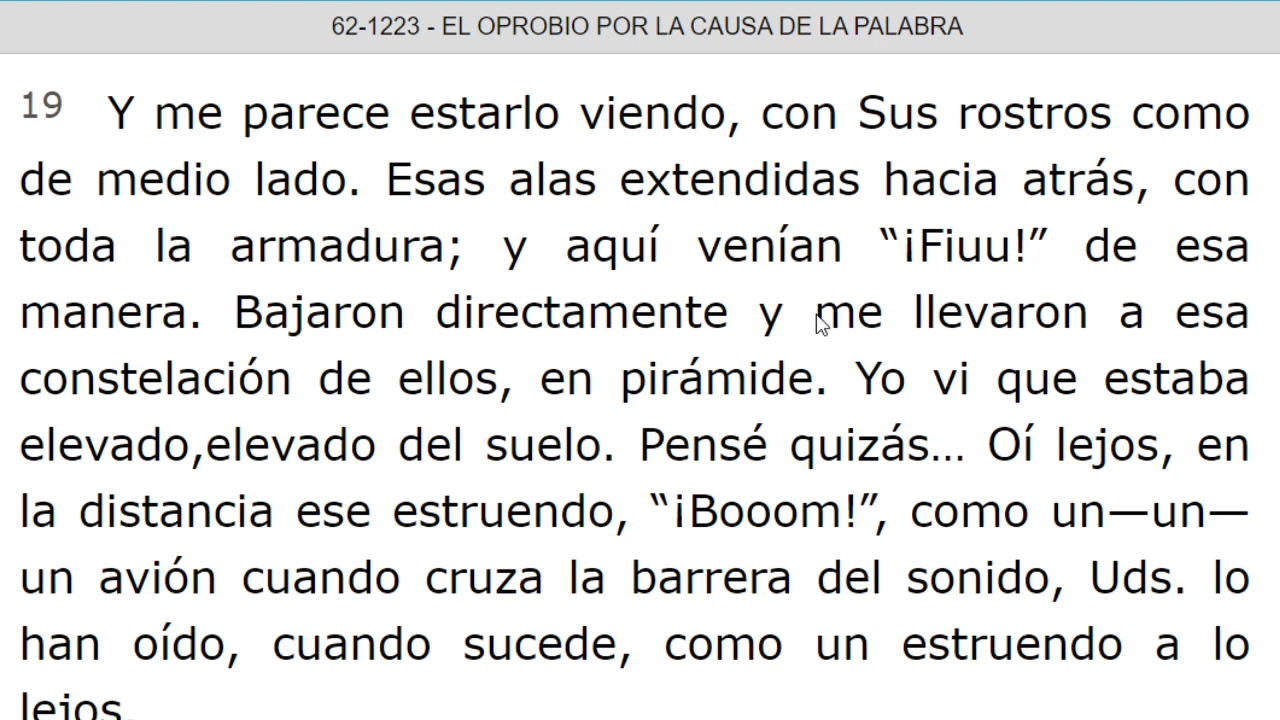 62-1223 - EL OPROBIO POR LA CAUSA DE LA PALABRA
19 Y me parece estarlo viendo, con Sus rostros como
de medio lado. Esas alas extendidas hacia atrás, con
toda la armadura; y aquí venían “¡Fiuu!” de esa
manera. Bajaron directamente y me llevaron a esa
constelación de ellos, en pirámide. Yo vi que estaba
elevado,elevado del suelo. Pensé quizás… Oí lejos, en
la distancia ese estruendo, “¡Booom!”, como un—un—
un avión cuando cruza la barrera del sonido, Uds. lo
han oído, cuando sucede, como un estruendo a lo
lejos.